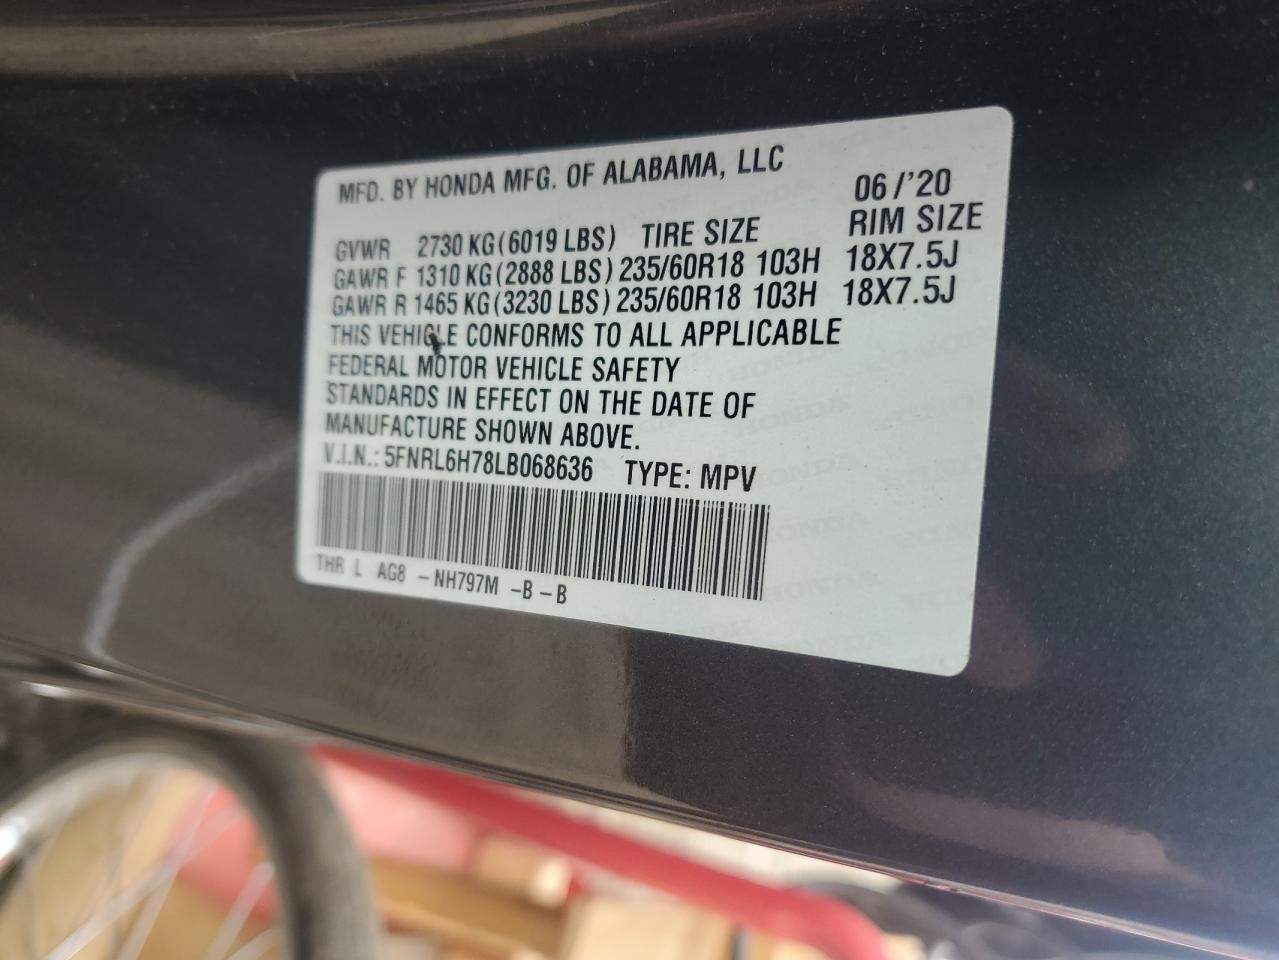 MFD. BY HONDA MFG. OF ALABAMA, LLC 06/'20
GVWR 2730 KG(6019 LBS) TIRE SIZE RIM SIZE
GAWR F 1310 KG(2888 LBS) 235/60R18 103H 18X7.5J
GAWR R 1465 KG(3230 LBS) 235/60R18 103H 18X7.5J
THIS VEHICLE CONFORMS TO ALL APPLICABLE
FEDERAL MOTOR VEHICLE SAFETY
STANDARDS IN EFFECT ON THE DATE OF
MANUFACTURE SHOWN ABOVE.
V.I.N.: 5FNRL6H78LB068636 TYPE: MPV
THR L AG8 -NH797M -B-B